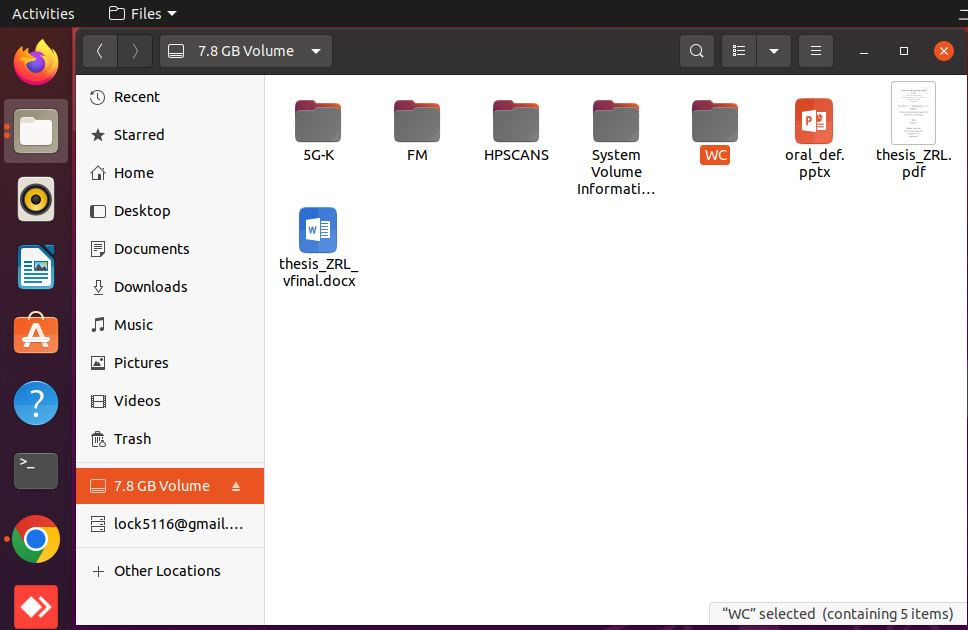 Activities
Files
7.8 GB Volume
Recent
Starred
Home
Desktop
Documents
Downloads
Music
Pictures
Videos
Trash
7.8 GB Volume
lock5116@gmail....
Other Locations
5G-K
FM
HPSCANS
System
Volume
Informati…
WC
oral_def.
pptx
thesis_ZRL.
pdf
thesis_ZRL_
vfinal.docx
“WC” selected (containing 5 items)